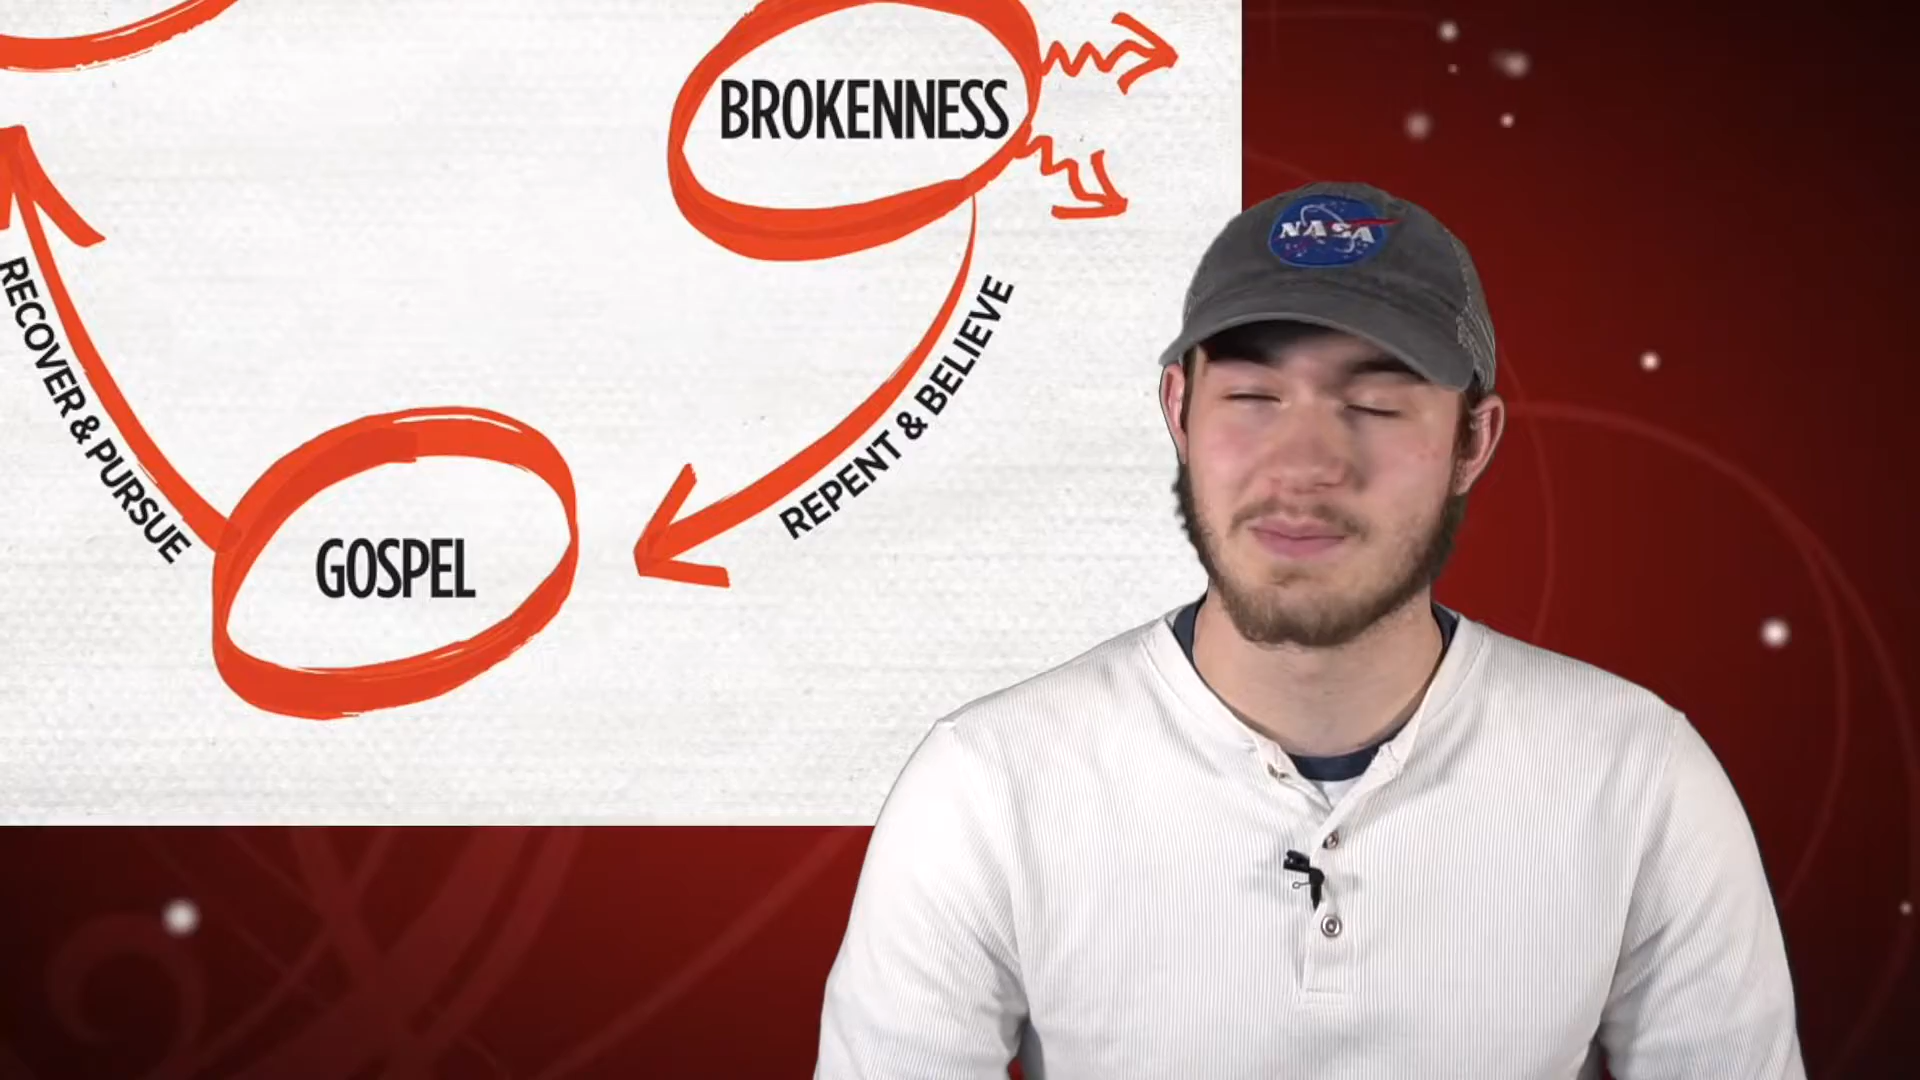 BROKENNESS
NASA
RECOVER & PURSUE
REPENT & BELIEVE
GOSPEL